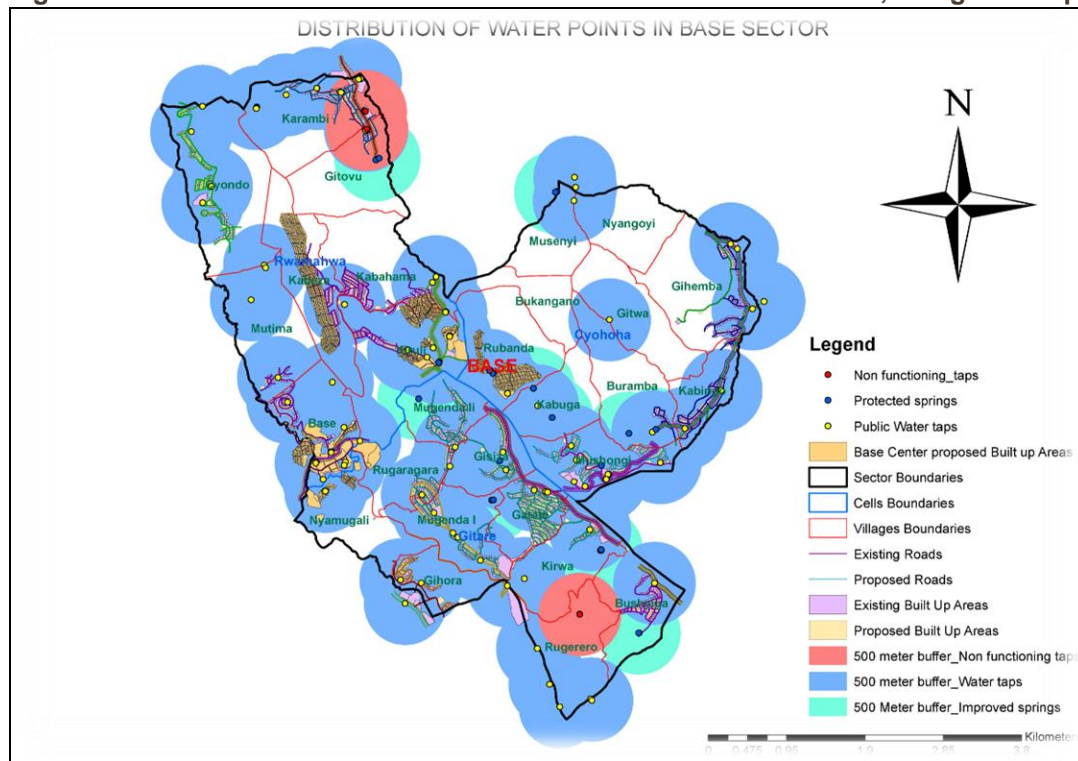 DISTRIBUTION OF WATER POINTS IN BASE SECTOR
N
Karambi
Gitovu
Nyangoyi
Musenyi
Rwamahwa
Kabahama
Gihemba
Bukangano
Gitwa
Mutima
Cyohoha
Rubanda
BASE
Buramba
Mugenda II
Kabuga
Base
Rugaragara
Nyamugali
Mugenda I
Gitare
Kirwa
Gihora
Rugerero
Legend
Non functioning_taps
Protected springs
Public Water taps
Base Center proposed Built up Areas
Sector Boundaries
Cells Boundaries
Villages Boundaries
Existing Roads
Proposed Roads
Existing Built Up Areas
Proposed Built Up Areas
500 meter buffer_Non functioning taps
500 meter buffer_Water taps
500 Meter buffer_Improved springs
Kilometer
0 0.475 0.95 1.9 2.85 3.8